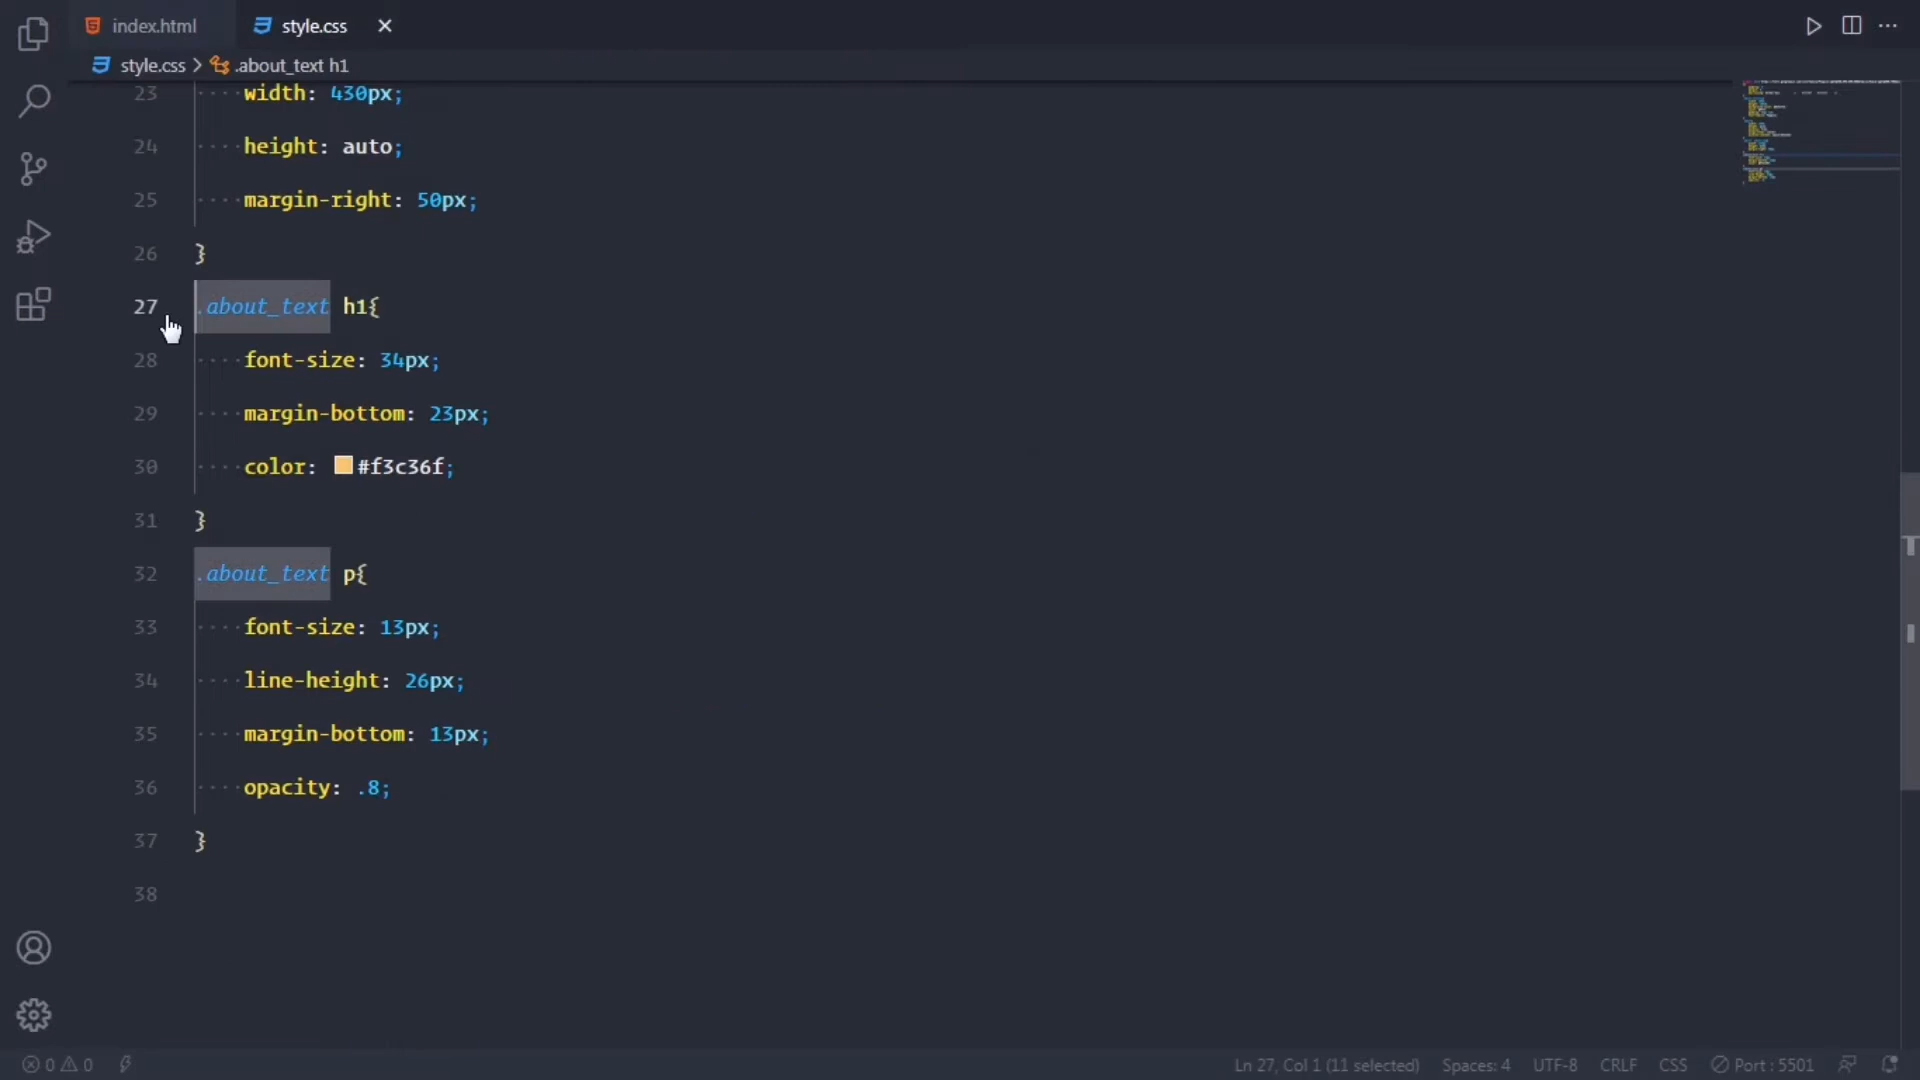 index.html
style.css
style.css > .about_text h1
23 width: 430px;
24 height: auto;
25 margin-right: 50px;
26 }
27 .about_text h1{
28 font-size: 34px;
29 margin-bottom: 23px;
30 color: #f3c36f;
31 }
32 .about_text p{
33 font-size: 13px;
34 line-height: 26px;
35 margin-bottom: 13px;
36 opacity: .8;
37 }
38
0 0 Ln 27, Col 1 (11 selected) Spaces: 4 UTF-8 CRLF CSS Port : 5501